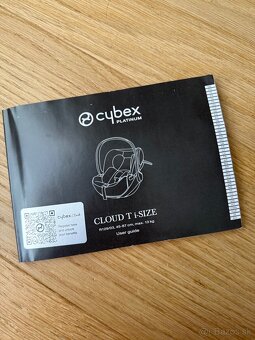 cybex
PLATINUM
CLOUD T i-SIZE
R129/03, 45-87 cm, max. 13 kg
User guide
cybex